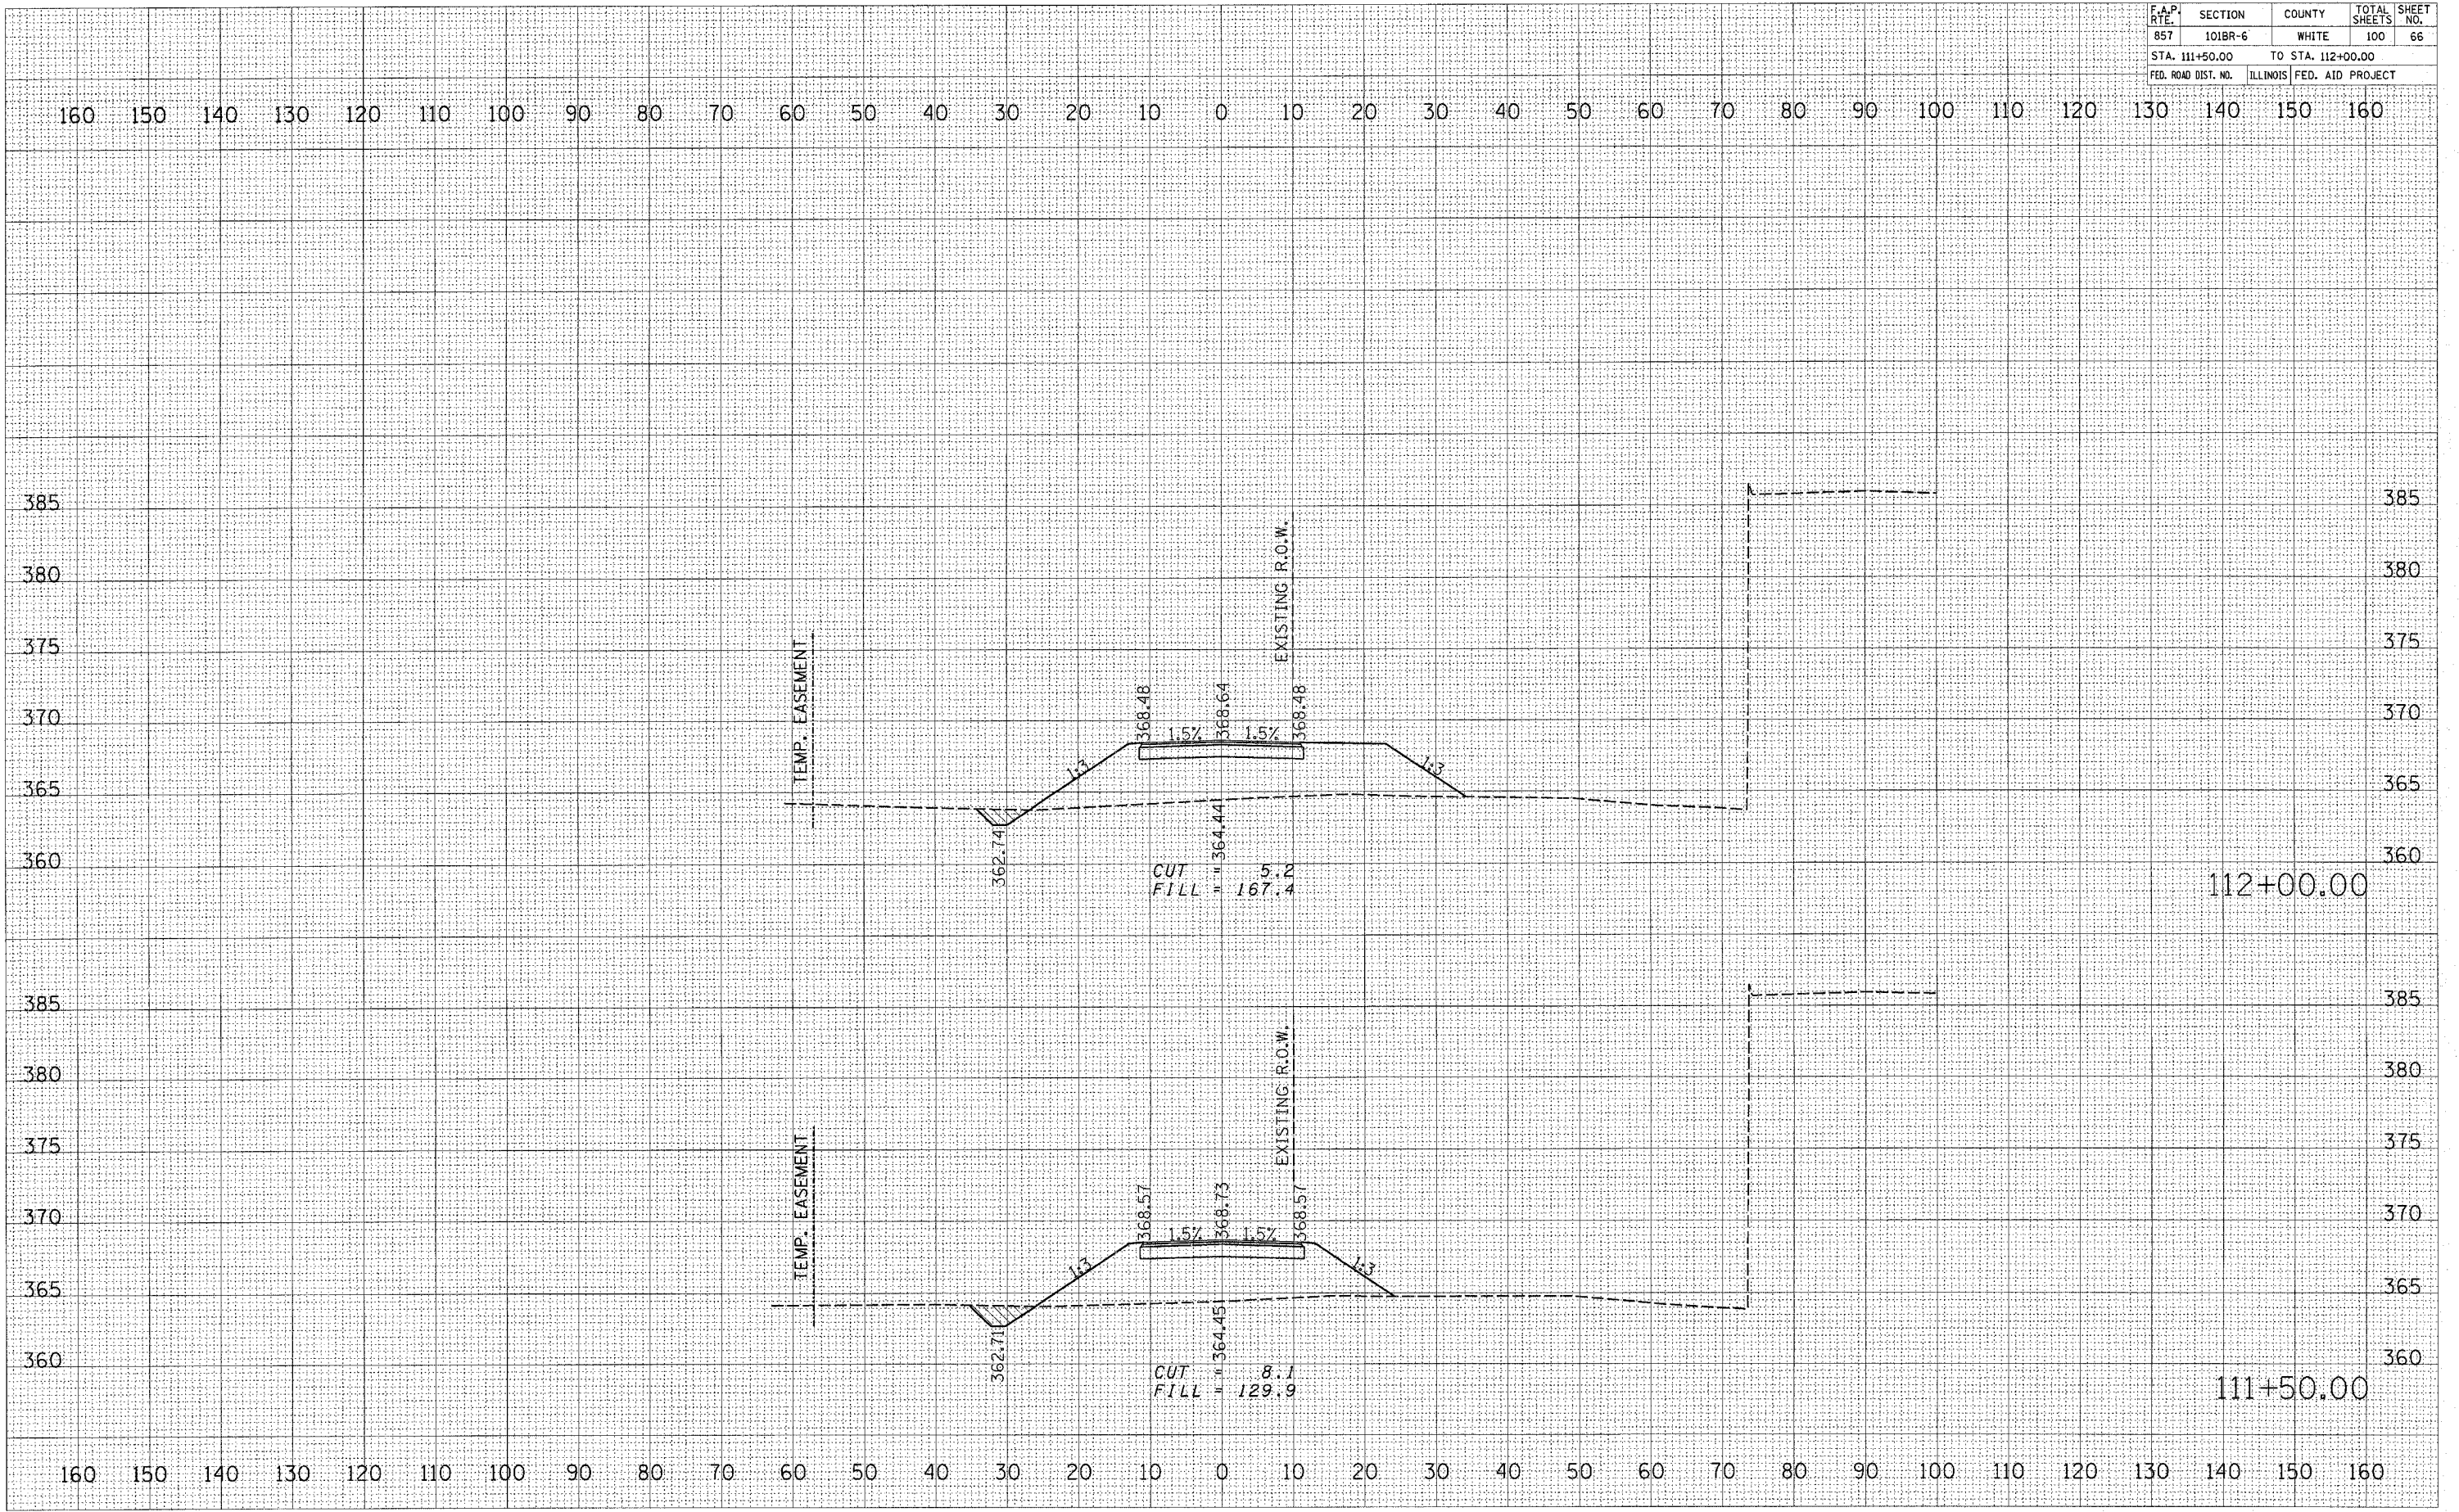 F.A.P. RTE. SECTION COUNTY TOTAL SHEETS SHEET NO.
857 101BR-6 WHITE 100 66
STA. 111+50.00 TO STA. 112+00.00
FED. ROAD DIST. NO. ILLINOIS FED. AID PROJECT
160 150 140 130 120 110 100 90 80 70 60 50 40 30 20 10 0 10 20 30 40 50 60 70 80 90 100 110 120 130 140 150 160
385 385
380 380
EXISTING R.O.W.
375 375
TEMP. EASEMENT
370 370
368.48 368.64 368.48
1.5% 1.5%
1:3 1:3
365 365
362.74 364.44
360 360
CUT = 5.2
FILL = 167.4
112+00.00
385 385
380 380
EXISTING R.O.W.
375 375
TEMP. EASEMENT
370 370
368.57 368.73 368.57
1.5% 1.5%
1:3 1:3
365 365
362.71 364.45
360 360
CUT = 8.1
FILL = 129.9
111+50.00
160 150 140 130 120 110 100 90 80 70 60 50 40 30 20 10 0 10 20 30 40 50 60 70 80 90 100 110 120 130 140 150 160